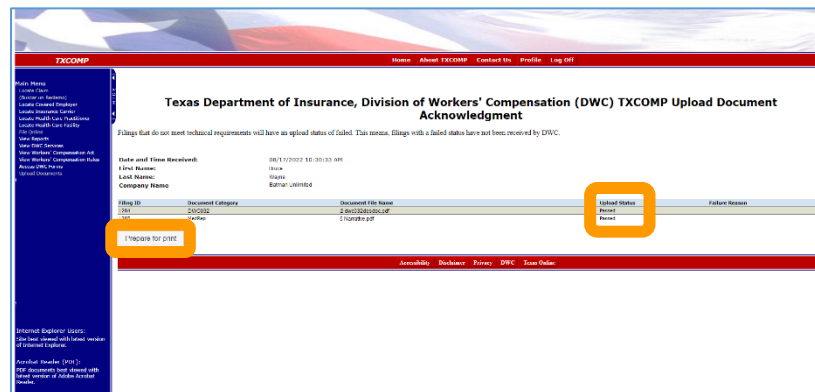 TXCOMP
Home About TXCOMP Contact Us Profile Log Off
Main Menu
Locate Claim
(Buscar un Reclamo)
Locate Covered Employer
Locate Insurance Carrier
Locate Health Care Practitioner
Locate Health Care Facility
File Online
View Reports
View DWC Services
View Workers' Compensation Act
View Workers' Compensation Rules
Access DWC Forms
Upload Documents
Texas Department of Insurance, Division of Workers' Compensation (DWC) TXCOMP Upload Document
Acknowledgment
Filings that do not meet technical requirements will have an upload status of failed. This means, filings with a failed status have not been received by DWC.
Date and Time Received: 08/17/2022 10:30:33 AM
First Name: Bruce
Last Name: Wayne
Company Name Batman Unlimited
Filing ID Document Category Document File Name Upload Status Failure Reason
DWC032 Passed
Passed
Prepare for print
Accessibility Disclaimer Privacy DWC Texas Online
Internet Explorer Users:
Site best viewed with latest version
of Internet Explorer.
Acrobat Reader (PDF):
PDF documents best viewed with
latest version of Adobe Acrobat
Reader.